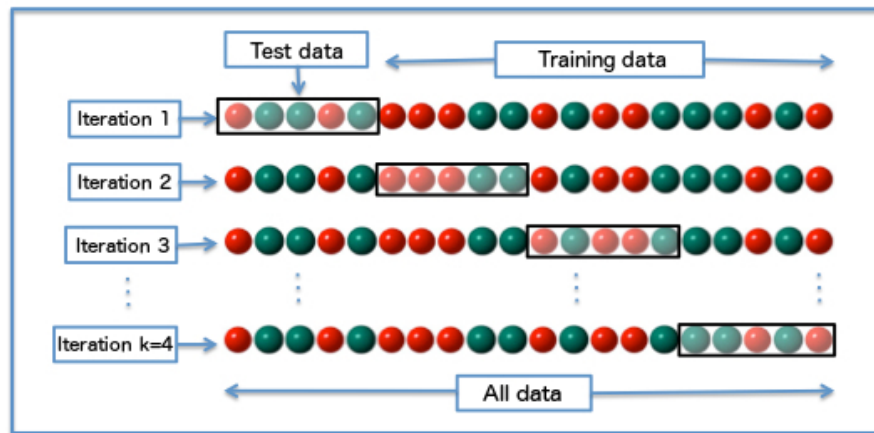 Test data
Training data
Iteration 1
Iteration 2
Iteration 3
Iteration k=4
All data